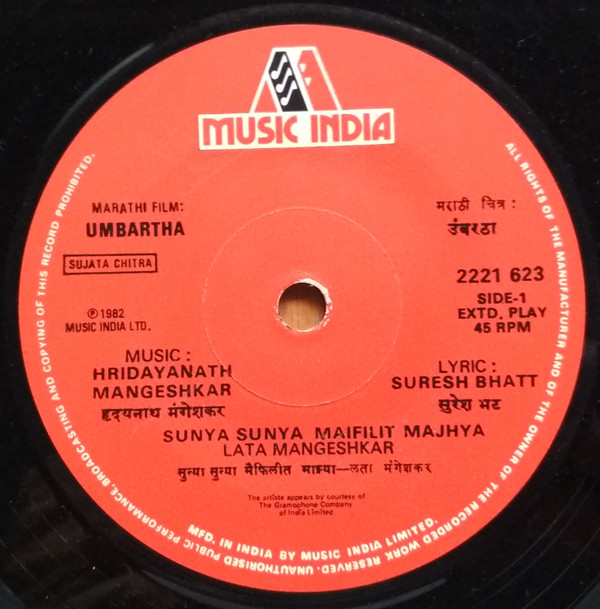 MUSIC INDIA
MARATHI FILM:
UMBARTHA
SUJATA CHITRA
℗ 1982
MUSIC INDIA LTD.
मराठी चित्र :
उंबरठा
2221 623
SIDE-1
EXTD. PLAY
45 RPM
MUSIC :
HRIDAYANATH
MANGESHKAR
हृदयनाथ मंगेशकर
LYRIC :
SURESH BHATT
सुरेश भट
SUNYA SUNYA MAIFILIT MAJHYA
LATA MANGESHKAR
सुन्या सुन्या मैफिलीत माझ्या—लता मंगेशकर
The artiste appears by courtesy of
The Gramophone Company
of India Limited
ALL RIGHTS OF THE MANUFACTURER AND OF THE OWNER OF THE RECORDED WORK RESERVED. UNAUTHORISED PUBLIC PERFORMANCE, BROADCASTING AND COPYING OF THIS RECORD PROHIBITED.
MFD. IN INDIA BY MUSIC INDIA LIMITED.